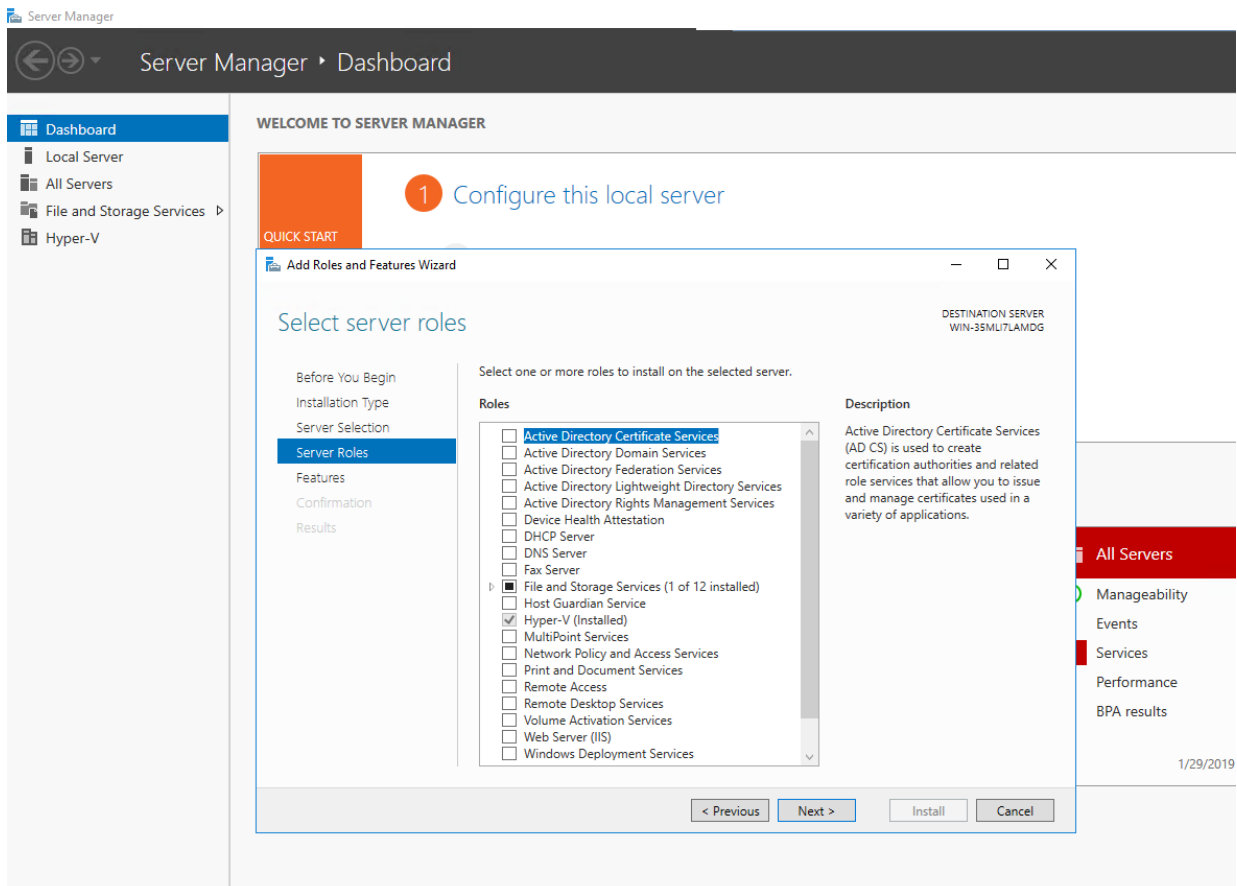 Server Manager
Server Manager • Dashboard
Dashboard
Local Server
All Servers
File and Storage Services
Hyper-V
WELCOME TO SERVER MANAGER
QUICK START
1 Configure this local server
Add Roles and Features Wizard
Select server roles
DESTINATION SERVER
WIN-35MLI7LAMDG
Before You Begin
Installation Type
Server Selection
Server Roles
Features
Confirmation
Results
Select one or more roles to install on the selected server.
Roles
Active Directory Certificate Services
Active Directory Domain Services
Active Directory Federation Services
Active Directory Lightweight Directory Services
Active Directory Rights Management Services
Device Health Attestation
DHCP Server
DNS Server
Fax Server
File and Storage Services (1 of 12 installed)
Host Guardian Service
Hyper-V (Installed)
MultiPoint Services
Network Policy and Access Services
Print and Document Services
Remote Access
Remote Desktop Services
Volume Activation Services
Web Server (IIS)
Windows Deployment Services
Description
Active Directory Certificate Services
(AD CS) is used to create
certification authorities and related
role services that allow you to issue
and manage certificates used in a
variety of applications.
< Previous
Next >
Install
Cancel
All Servers
Manageability
Events
Services
Performance
BPA results
1/29/2019